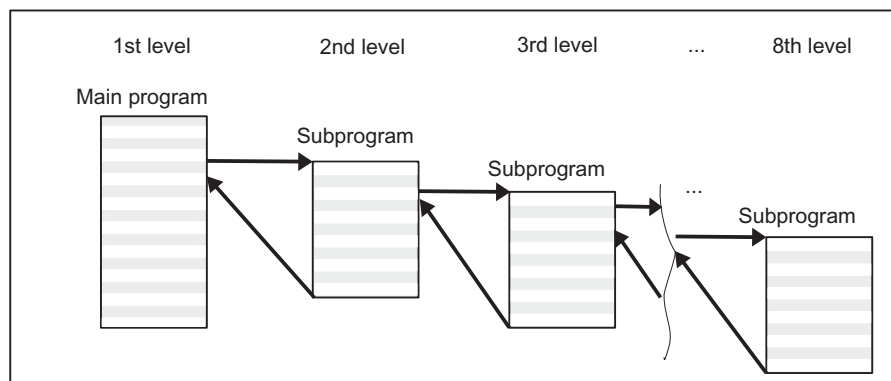 1st level 2nd level 3rd level ... 8th level
Main program
Subprogram
Subprogram
...
Subprogram